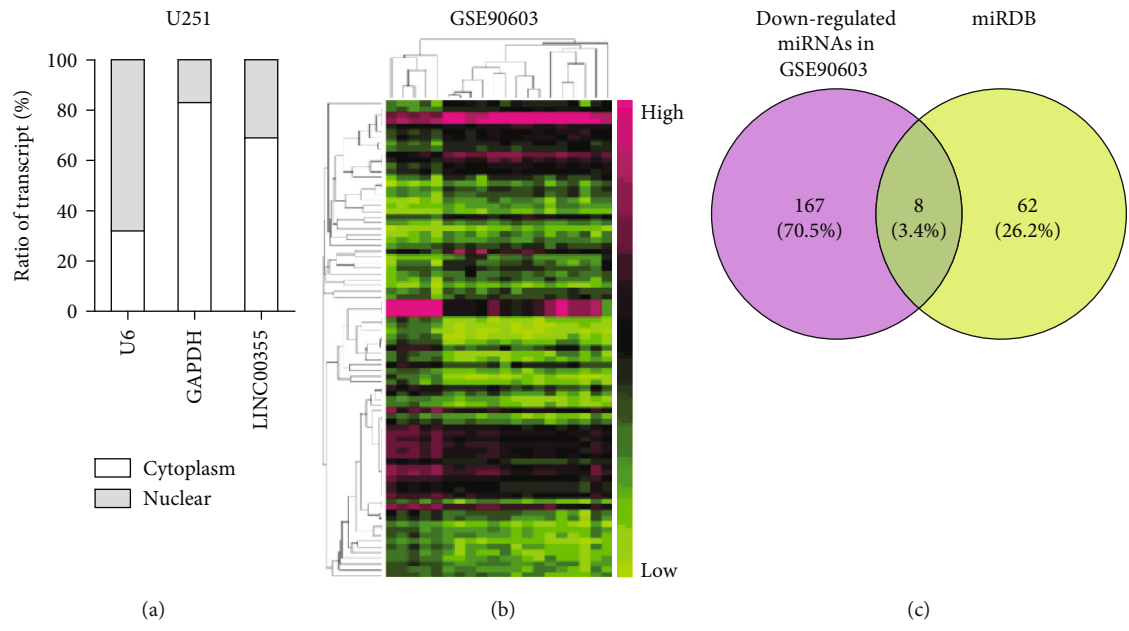 U251
Ratio of transcript (%)
100
80
60
40
20
0
U6
GAPDH
LINC00355
Cytoplasm
Nuclear
(a)
GSE90603
High
Low
(b)
Down-regulated
miRNAs in
GSE90603
miRDB
167
(70.5%)
8
(3.4%)
62
(26.2%)
(c)